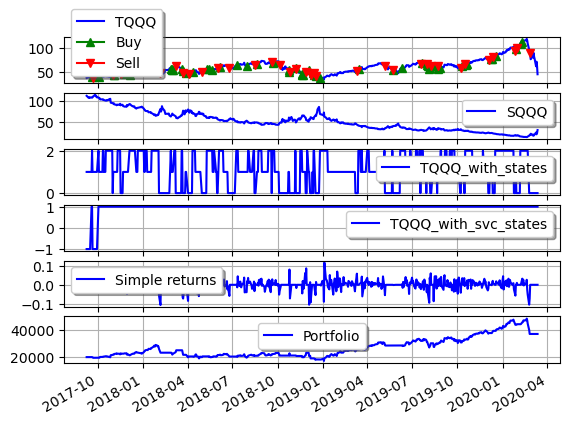 TQQQ
Buy
Sell
100
50
SQQQ
100
50
TQQQ_with_states
2
0
TQQQ_with_svc_states
1
0
−1
Simple returns
0.1
0.0
−0.1
Portfolio
40000
20000
2017-10 2018-01 2018-04 2018-07 2018-10 2019-01 2019-04 2019-07 2019-10 2020-01 2020-04